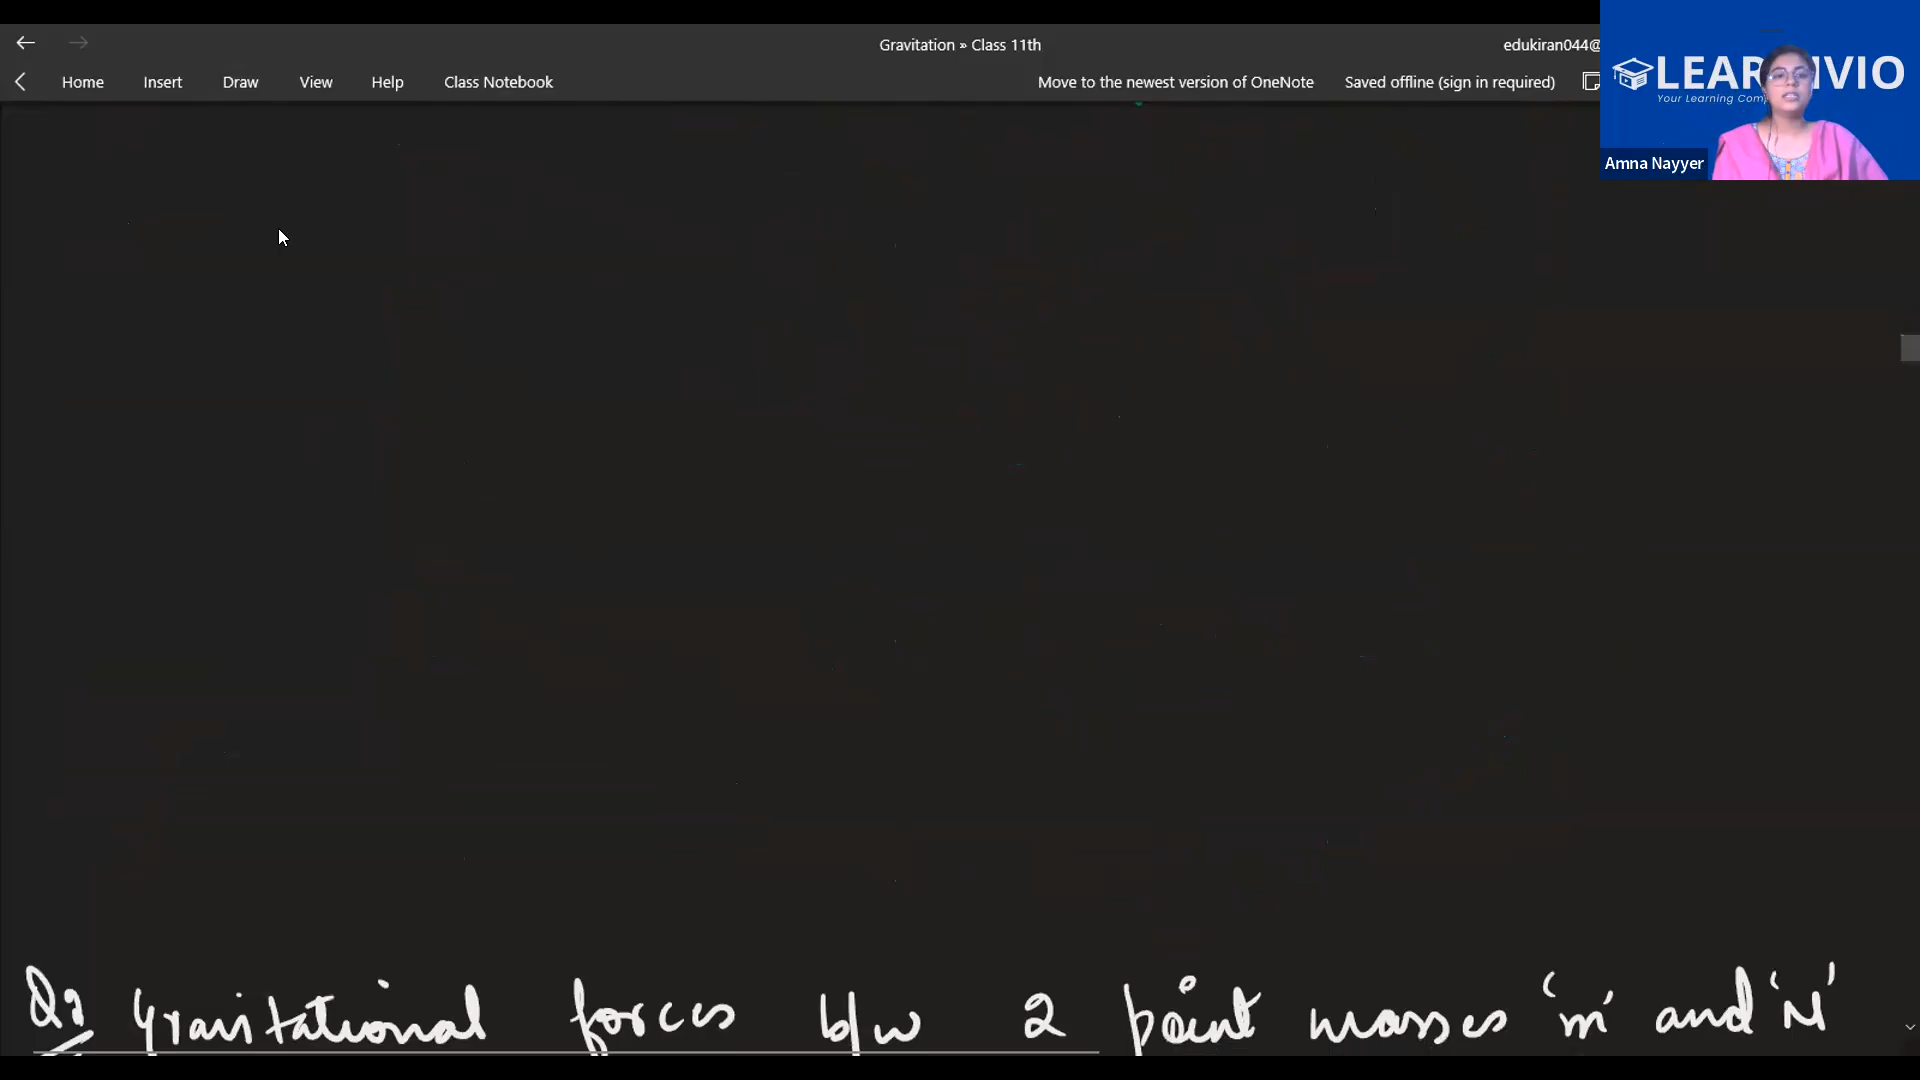 Gravitation » Class 11th
edukiran044@
Home Insert Draw View Help Class Notebook
Move to the newest version of OneNote Saved offline (sign in required)
LEAR VIO
Your Learning Com
Amna Nayyer
Q2 Gravitational forces b/w 2 point masses 'm' and 'M'